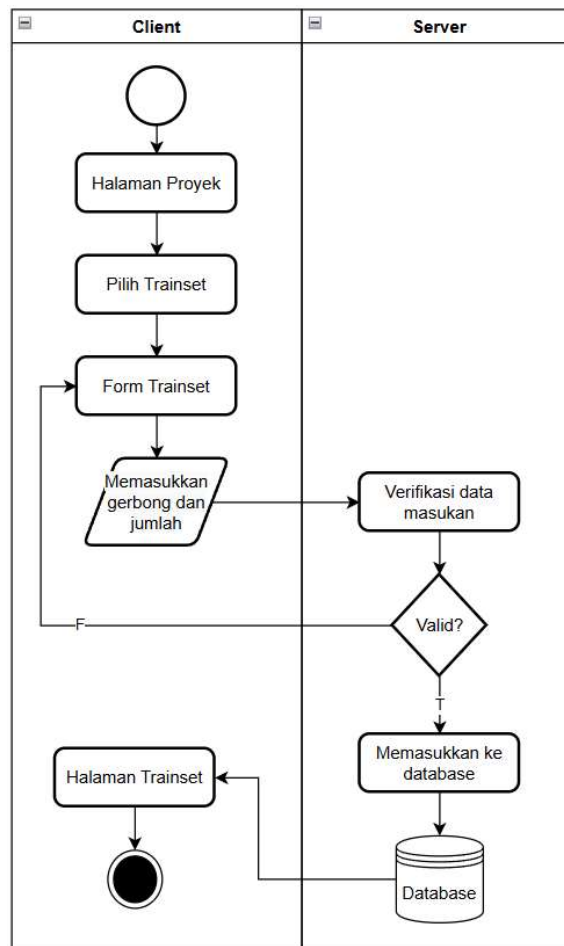 Client
Server
Halaman Proyek
Pilih Trainset
Form Trainset
Memasukkan
gerbong dan
jumlah
Verifikasi data
masukan
Valid?
F
T
Memasukkan ke
database
Halaman Trainset
Database